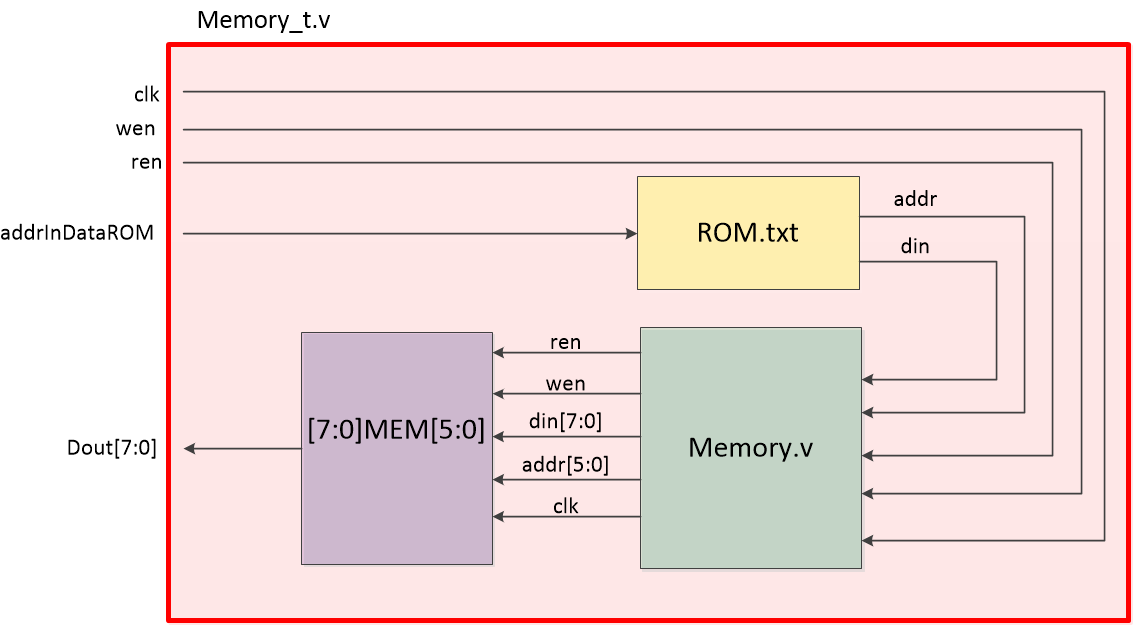 Memory_t.v
clk
wen
ren
addrInDataROM
ROM.txt
addr
din
ren
wen
din[7:0]
addr[5:0]
clk
[7:0]MEM[5:0]
Memory.v
Dout[7:0]